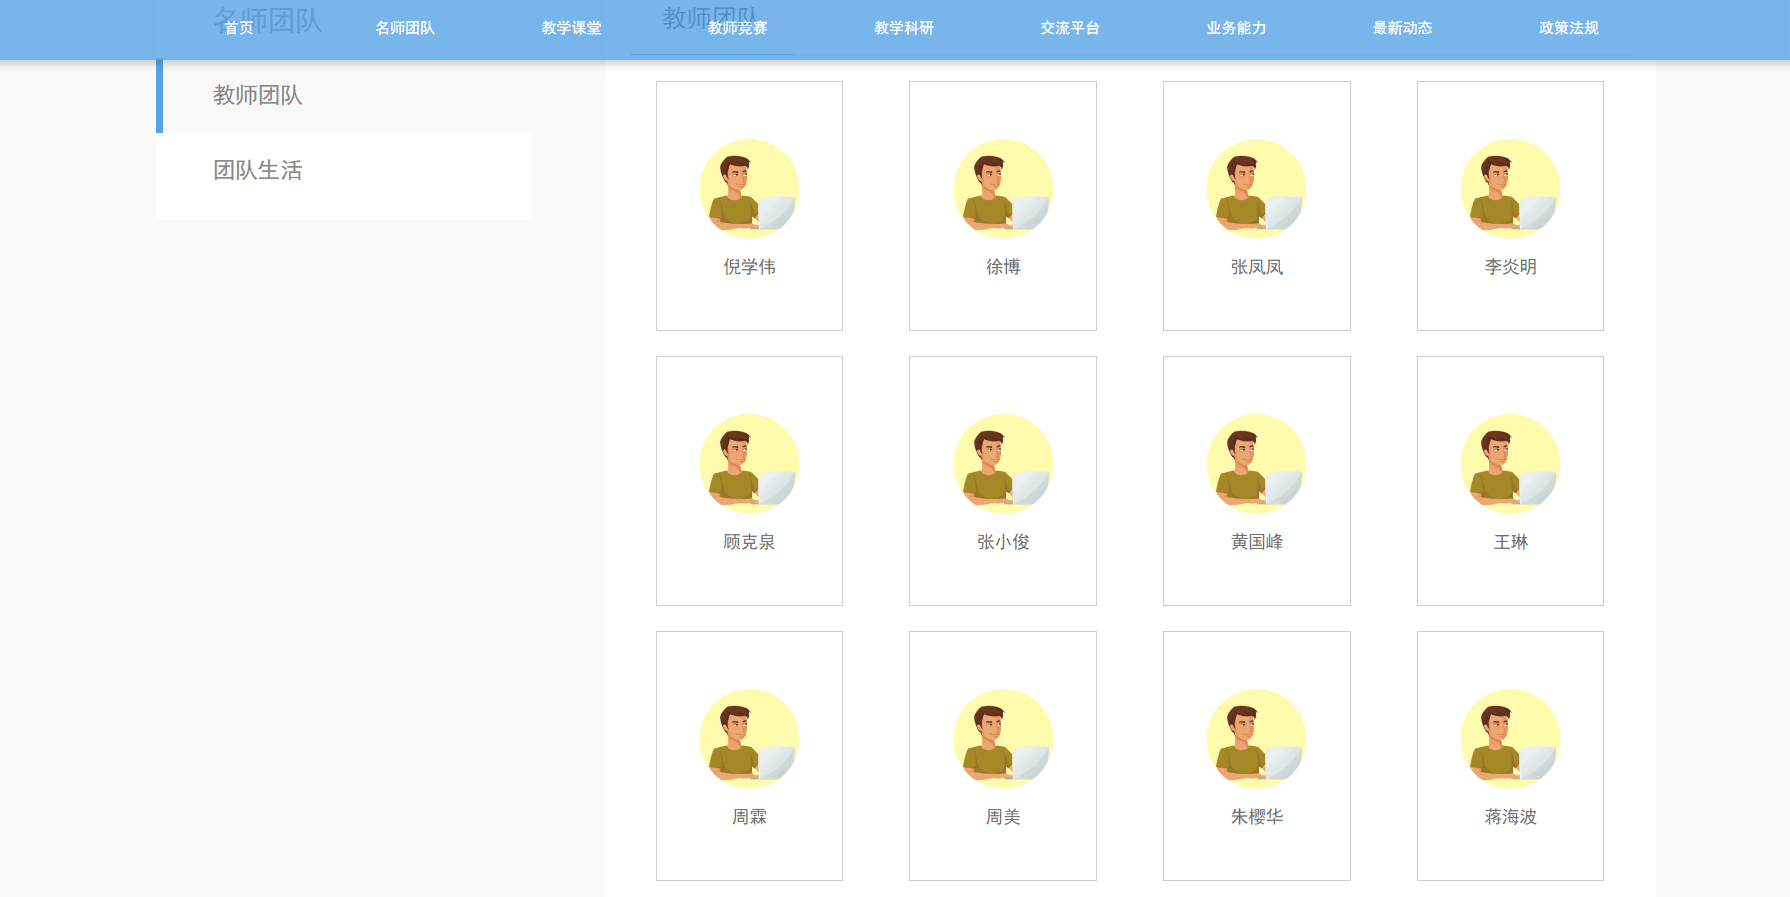 首页 名师团队 教学课堂 教师竞赛 教学科研 交流平台 业务能力 最新动态 政策法规
名师团队
教师团队
团队生活
教师团队
倪学伟 徐博 张凤凤 李炎明
顾克泉 张小俊 黄国峰 王琳
周霖 周美 朱樱华 蒋海波